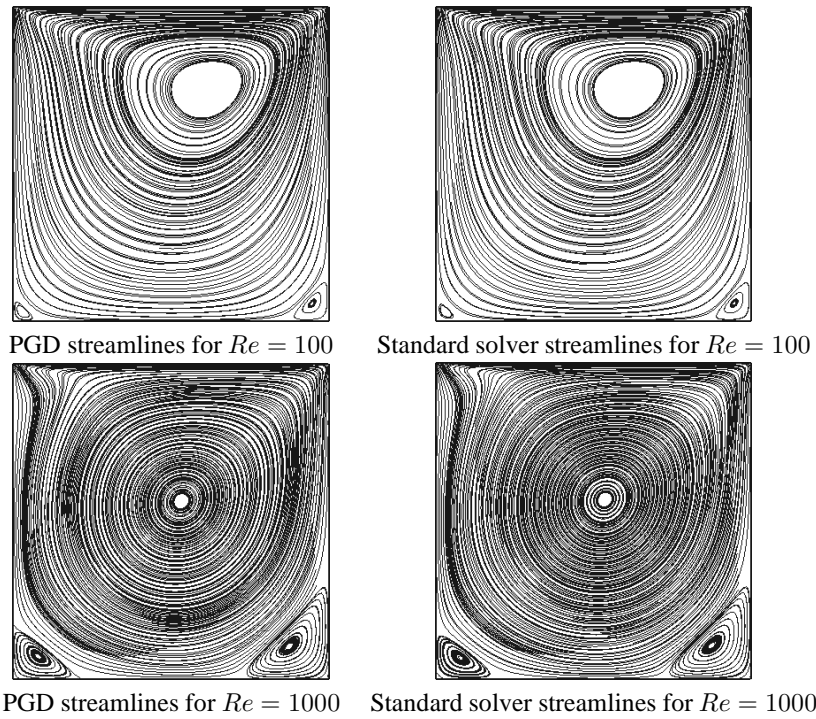 PGD streamlines for Re = 100
Standard solver streamlines for Re = 100
PGD streamlines for Re = 1000
Standard solver streamlines for Re = 1000